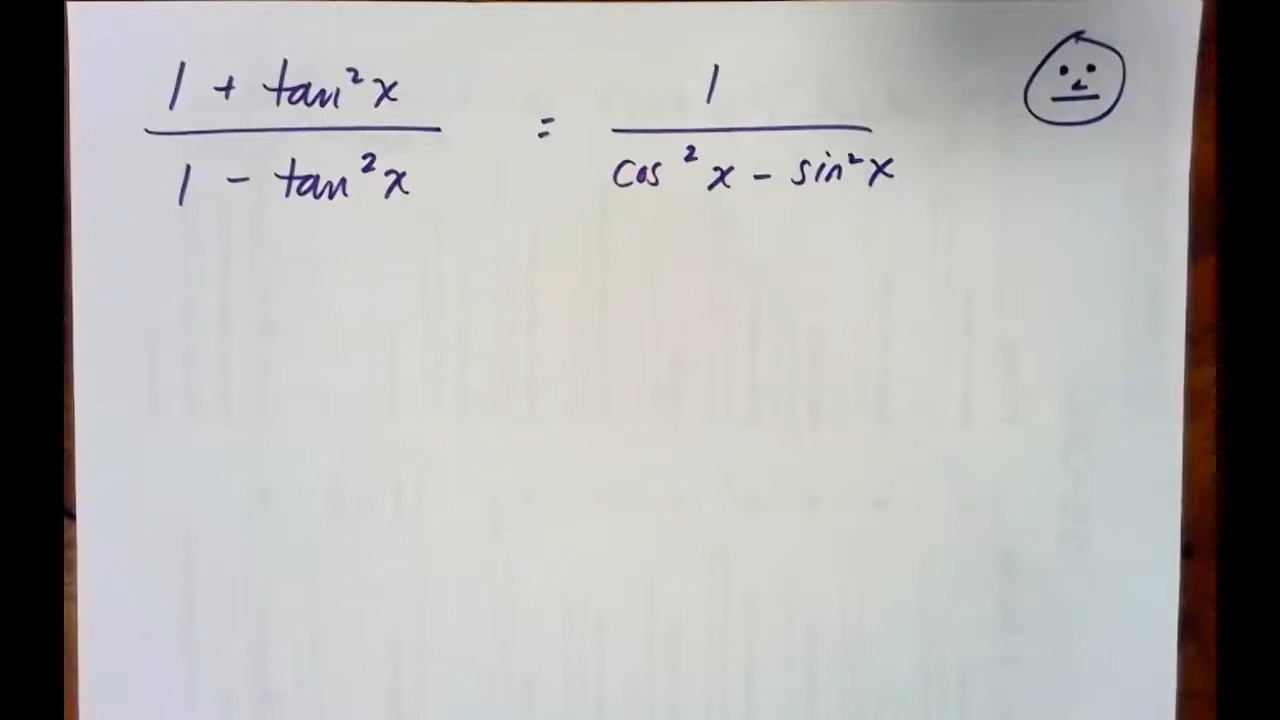 1 + tan²x / 1 - tan²x = 1 / cos²x - sin²x